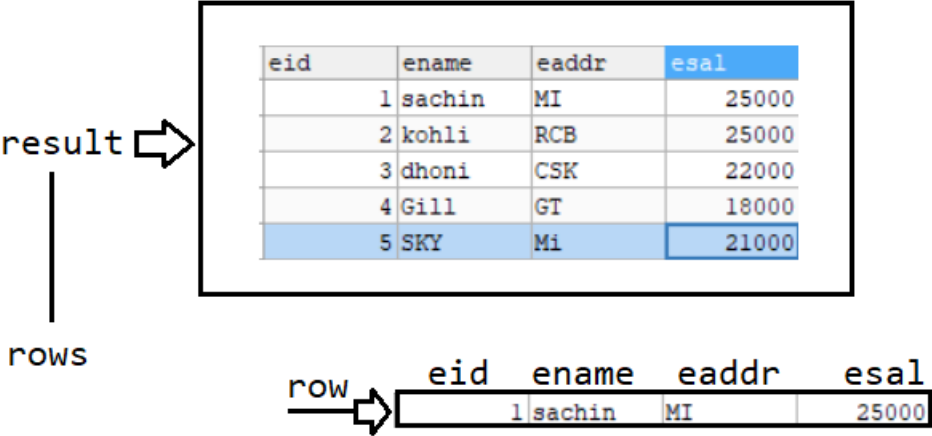 eid ename eaddr esal
1 sachin MI 25000
2 kohli RCB 25000
result
3 dhoni CSK 22000
4 Gill GT 18000
5 SKY Mi 21000
rows
eid ename eaddr esal
row
1 sachin MI 25000